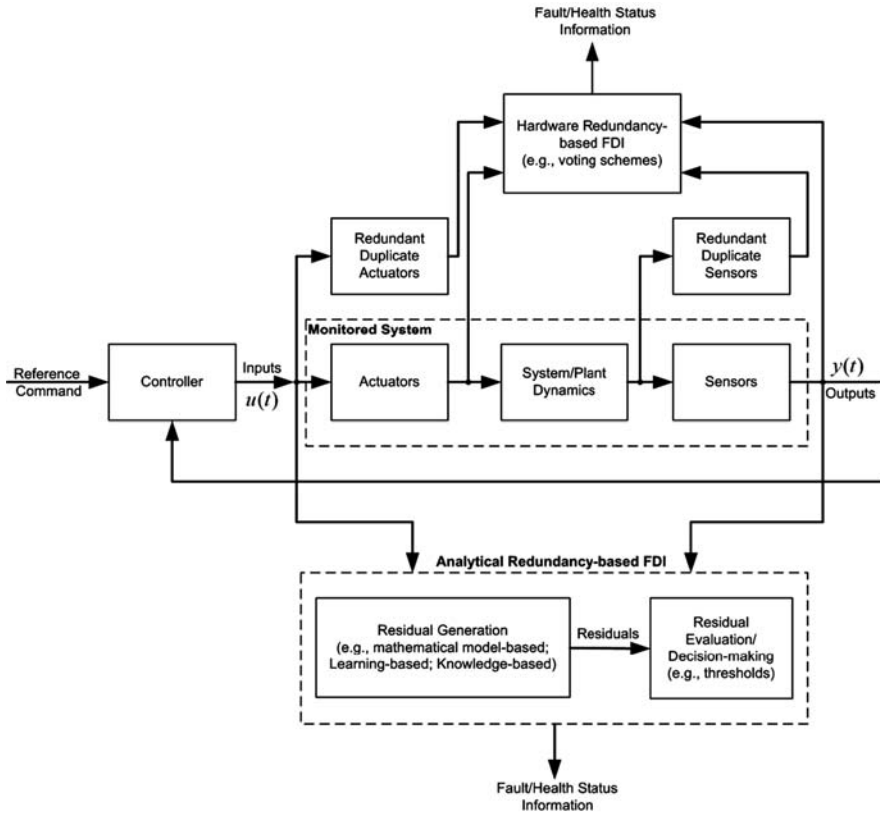 Fault/Health Status
Information
Hardware Redundancy-
based FDI
(e.g., voting schemes)
Redundant
Duplicate
Actuators
Redundant
Duplicate
Sensors
Monitored System
Reference
Command
Controller
Inputs
u(t)
Actuators
System/Plant
Dynamics
Sensors
y(t)
Outputs
Analytical Redundancy-based FDI
Residual Generation
(e.g., mathematical model-based;
Learning-based; Knowledge-based)
Residuals
Residual
Evaluation/
Decision-making
(e.g., thresholds)
Fault/Health Status
Information